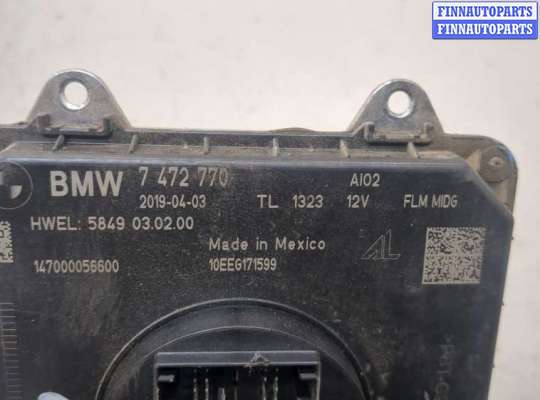 FINNAUTOPARTS
FINNAUTOPARTS
BMW 7 472 770 AI02
2019-04-03 TL 1323 12V FLM MIDG
HWEL: 5849 03.02.00
Made in Mexico AL
147000056600 10EEG171599